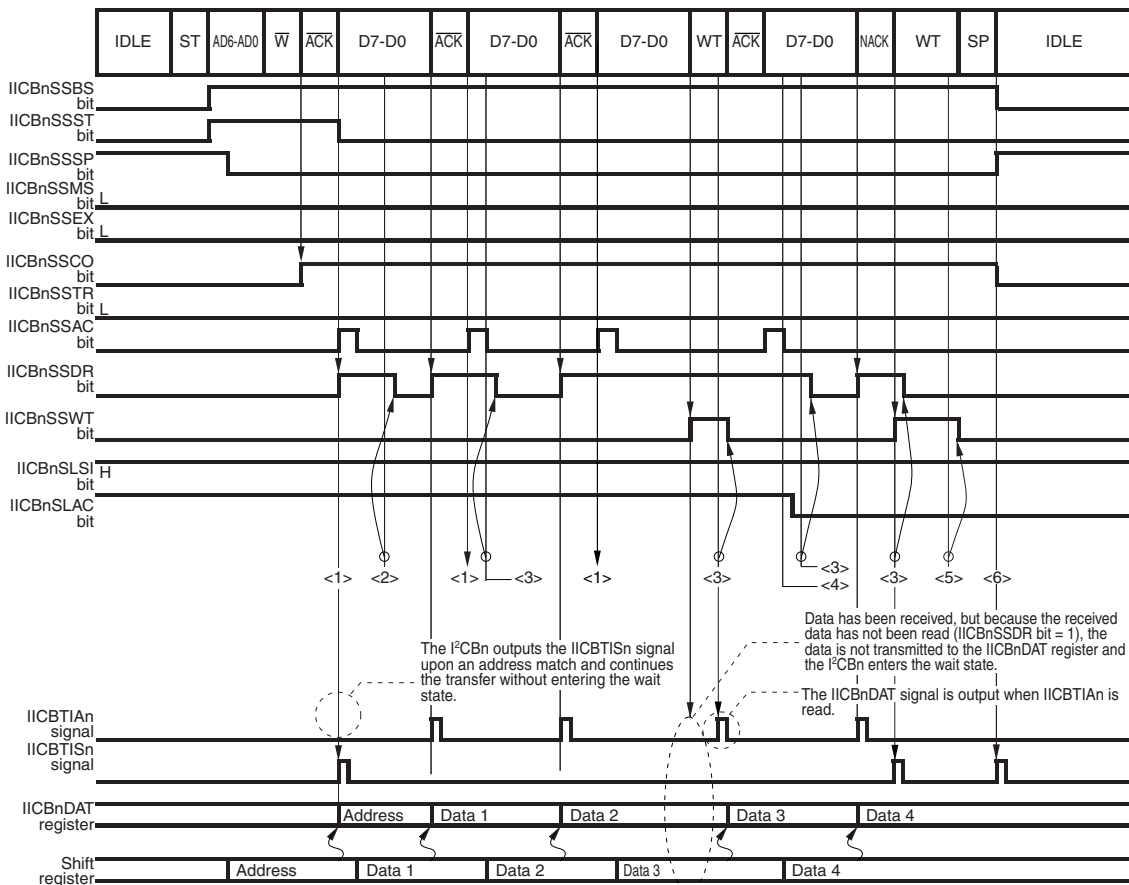 IDLE ST AD6-AD0 W ACK D7-D0 ACK D7-D0 ACK D7-D0 WT ACK D7-D0 NACK WT SP IDLE
IICBnSSBS
bit
IICBnSSST
bit
IICBnSSSP
bit
IICBnSSMS
bit L
IICBnSSEX
bit L
IICBnSSCO
bit
IICBnSSTR
bit L
IICBnSSAC
bit
IICBnSSDR
bit
IICBnSSWT
bit
IICBnSLSI H
bit
IICBnSLAC
bit
<1> <2> <1> <3> <1> <3> <3> <3> <5> <6>
<4>
Data has been received, but because the received
data has not been read (IICBnSSDR bit = 1), the
data is not transmitted to the IICBnDAT register and
the I²CBn enters the wait state.
The I²CBn outputs the IICBTISn signal
upon an address match and continues
the transfer without entering the wait
state.
The IICBnDAT signal is output when IICBTIAn is
read.
IICBTIAn
signal
IICBTISn
signal
IICBnDAT
register
Address Data 1 Data 2 Data 3 Data 4
Shift
register
Address Data 1 Data 2 Data 3 Data 4